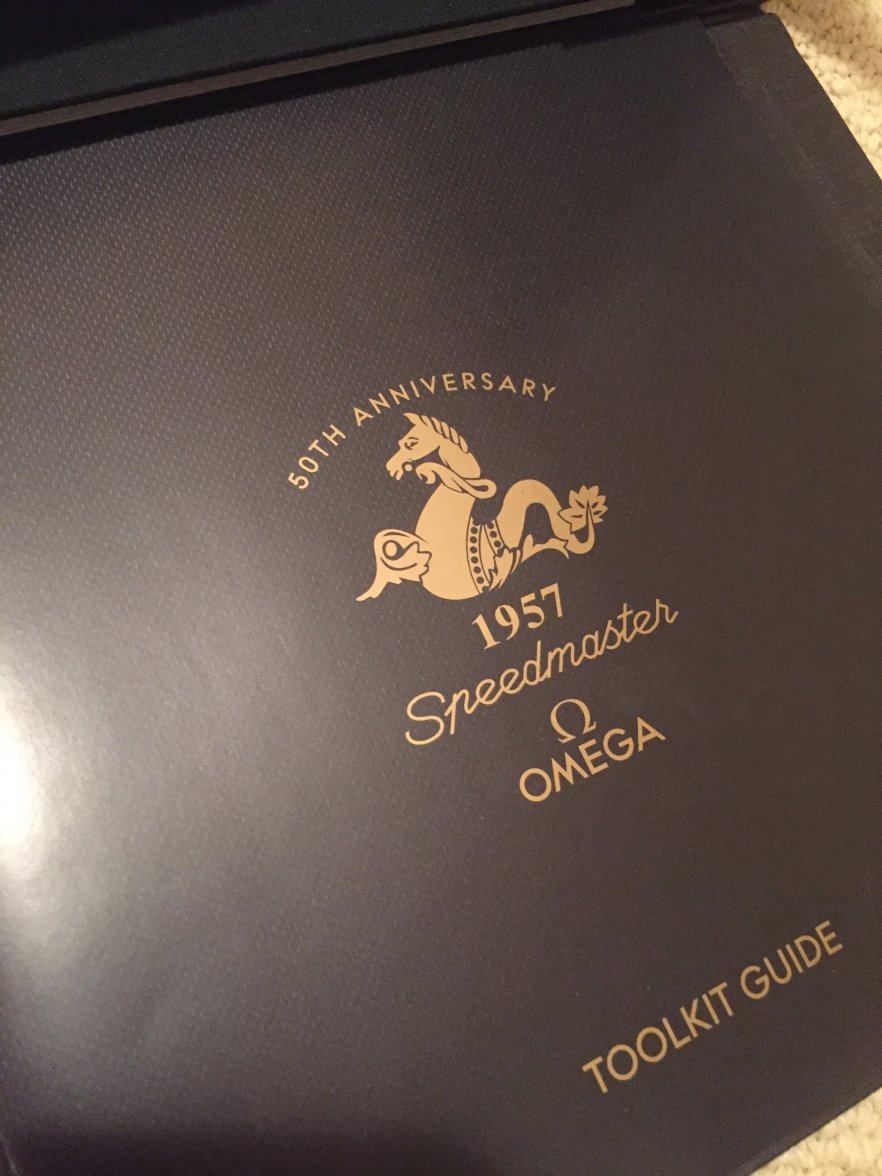 50TH ANNIVERSARY
1957
Speedmaster
Ω
OMEGA
TOOLKIT GUIDE